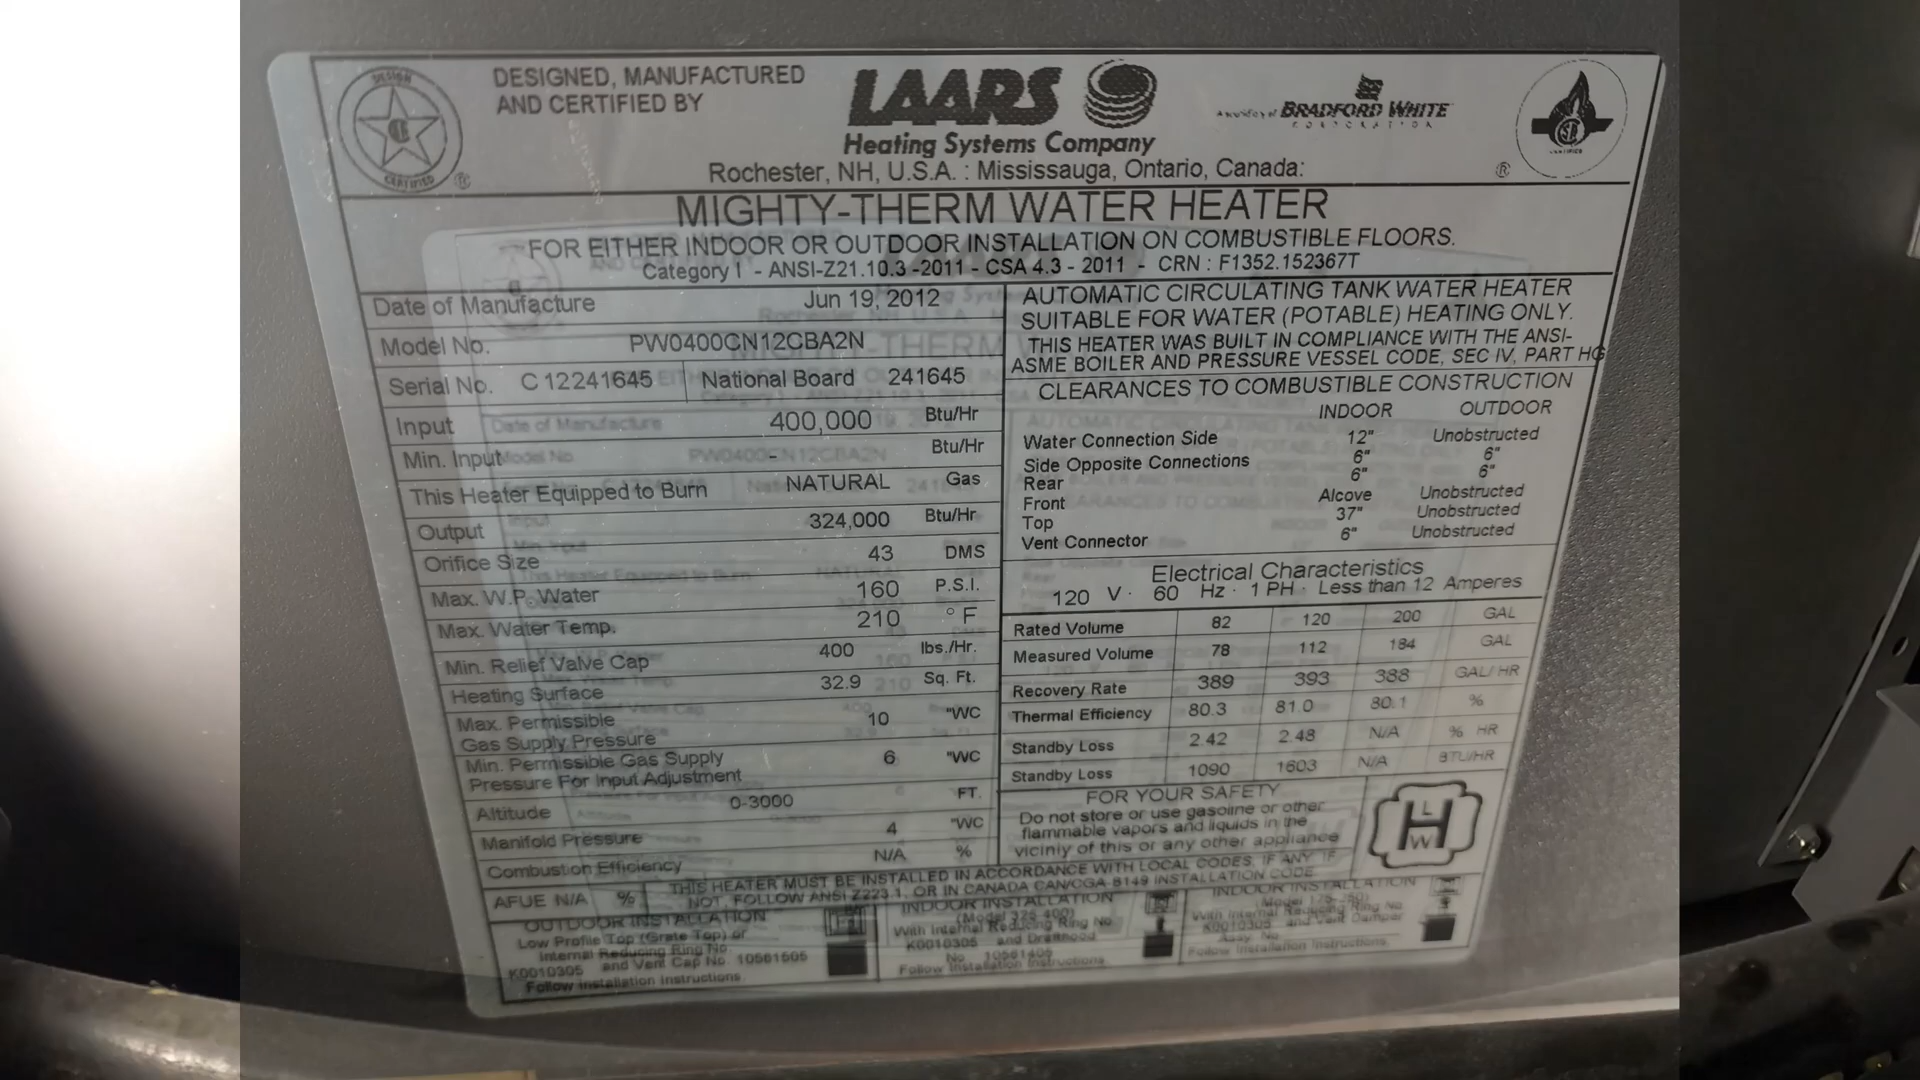 DESIGNED, MANUFACTURED
AND CERTIFIED BY
DESIGN
CERTIFIED
®
LAARS
Heating Systems Company
A subsidiary of BRADFORD WHITE
CORPORATION
Rochester, NH, U.S.A. : Mississauga, Ontario, Canada:
®
MIGHTY-THERM WATER HEATER
FOR EITHER INDOOR OR OUTDOOR INSTALLATION ON COMBUSTIBLE FLOORS.
Category I - ANSI-Z21.10.3 -2011 - CSA 4.3 - 2011 - CRN : F1352.152367T
Date of Manufacture Jun 19, 2012
Model No. PW0400CN12CBA2N
Serial No. C 12241645 National Board 241645
Input 400,000 Btu/Hr
Min. Input - Btu/Hr
This Heater Equipped to Burn NATURAL Gas
Output 324,000 Btu/Hr
Orifice Size 43 DMS
Max. W.P. Water 160 P.S.I.
Max. Water Temp. 210 °F
Min. Relief Valve Cap 400 lbs./Hr.
Heating Surface 32.9 Sq. Ft.
Max. Permissible
Gas Supply Pressure 10 "WC
Min. Permissible Gas Supply
Pressure For Input Adjustment 6 "WC
Altitude 0-3000 FT.
Manifold Pressure 4 "WC
Combustion Efficiency N/A %
AFUE N/A %
AUTOMATIC CIRCULATING TANK WATER HEATER
SUITABLE FOR WATER (POTABLE) HEATING ONLY.
THIS HEATER WAS BUILT IN COMPLIANCE WITH THE ANSI-
ASME BOILER AND PRESSURE VESSEL CODE, SEC IV, PART HG
CLEARANCES TO COMBUSTIBLE CONSTRUCTION
INDOOR OUTDOOR
Water Connection Side 12" Unobstructed
Side Opposite Connections 6" 6"
Rear 6" 6"
Front Alcove Unobstructed
Top 37" Unobstructed
Vent Connector 6" Unobstructed
Electrical Characteristics
120 V · 60 Hz · 1 PH · Less than 12 Amperes
Rated Volume 82 120 200 GAL
Measured Volume 78 112 184 GAL
Recovery Rate 389 393 388 GAL/HR
Thermal Efficiency 80.3 81.0 80.1 %
Standby Loss 2.42 2.48 N/A % HR
Standby Loss 1090 1603 N/A BTU/HR
FOR YOUR SAFETY
Do not store or use gasoline or other
flammable vapors and liquids in the
viciniy of this or any other appliance
HLW
THIS HEATER MUST BE INSTALLED IN ACCORDANCE WITH LOCAL CODES, IF ANY IF
NOT, FOLLOW ANSI Z223.1, OR IN CANADA CAN/CGA-B149 INSTALLATION CODE
OUTDOOR INSTALLATION
Low Profile Top (Grate Top) or
Internal Reducing Ring No.
K0010305 and Vent Cap No. 10561505
Follow Installation Instructions.
INDOOR INSTALLATION
(Model 325-400)
With Internal Reducing Ring No
K0010305 and Drafthood
No 10561405
Follow Installation Instructions.
INDOOR INSTALLATION
With Internal Reducing Ring No
K0010305 and Vent Damper
Assy. No
Follow Installation Instructions.